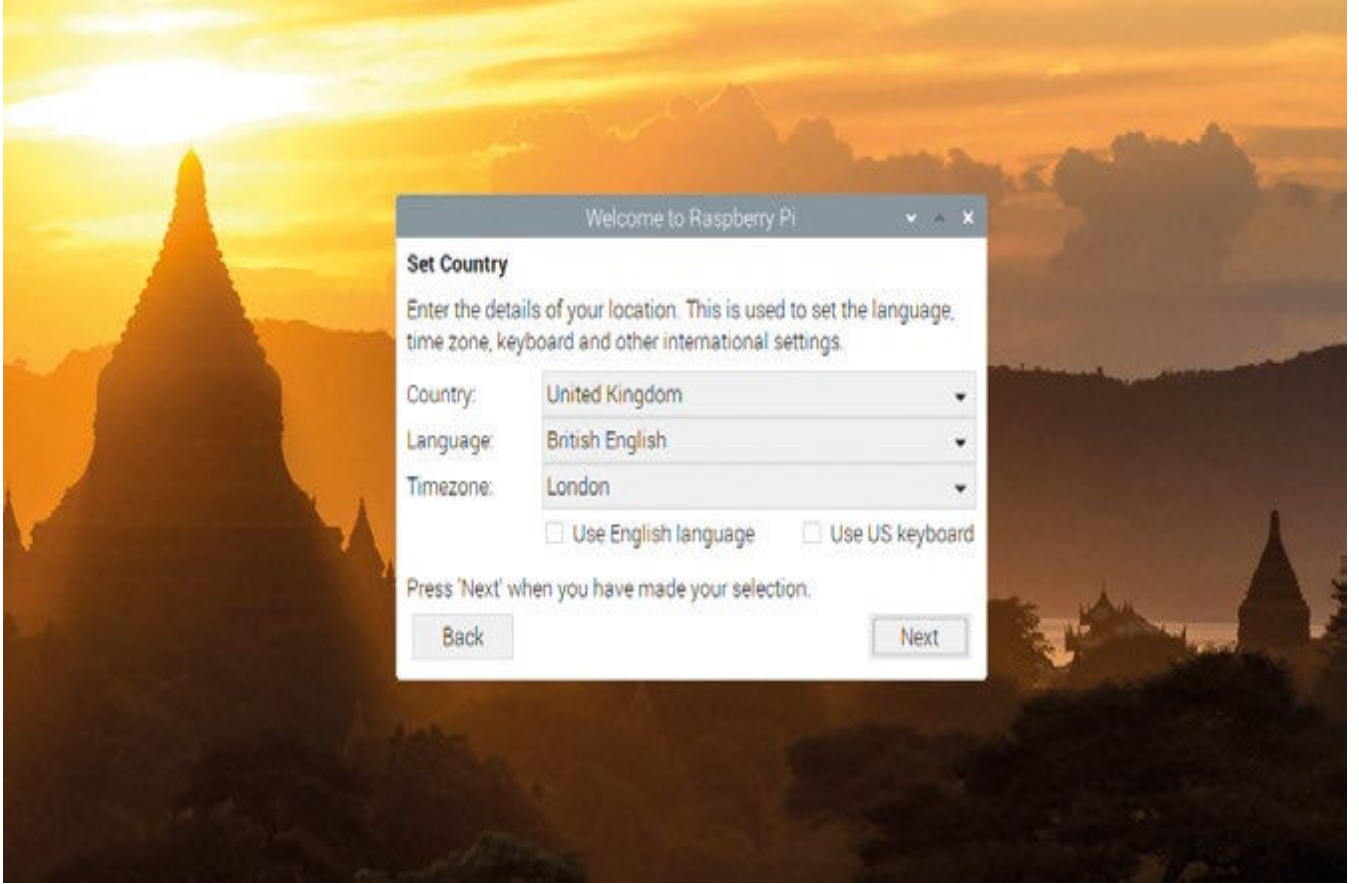 Welcome to Raspberry Pi
Set Country
Enter the details of your location. This is used to set the language,
time zone, keyboard and other international settings.
Country: United Kingdom
Language: British English
Timezone: London
Use English language Use US keyboard
Press 'Next' when you have made your selection.
Back Next